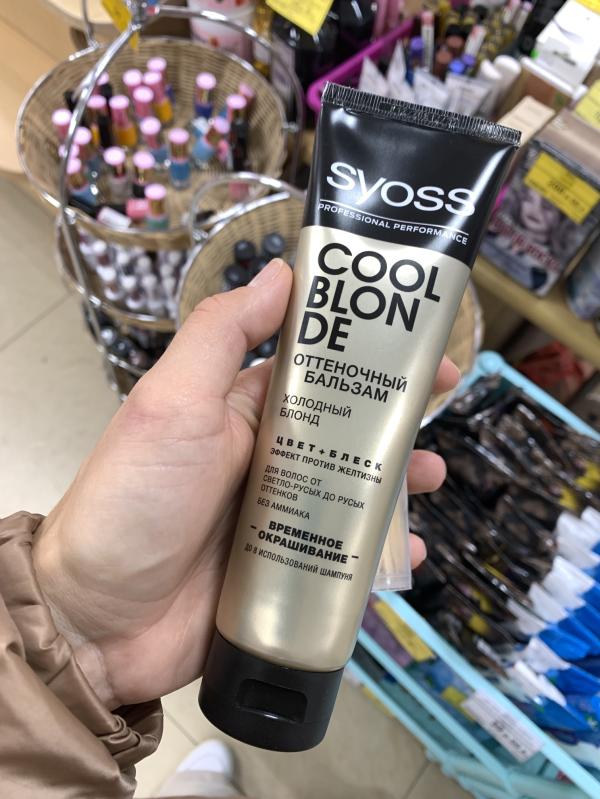 syoss
PROFESSIONAL PERFORMANCE
COOL
BLON
DE
ОТТЕНОЧНЫЙ
БАЛЬЗАМ
ХОЛОДНЫЙ
БЛОНД
ЦВЕТ+БЛЕСК
ЭФФЕКТ ПРОТИВ ЖЕЛТИЗНЫ
ДЛЯ ВОЛОС ОТ
СВЕТЛО-РУСЫХ ДО РУСЫХ
ОТТЕНКОВ
БЕЗ АММИАКА
– ВРЕМЕННОЕ –
ОКРАШИВАНИЕ
ДО 8 ИСПОЛЬЗОВАНИЙ ШАМПУНЯ